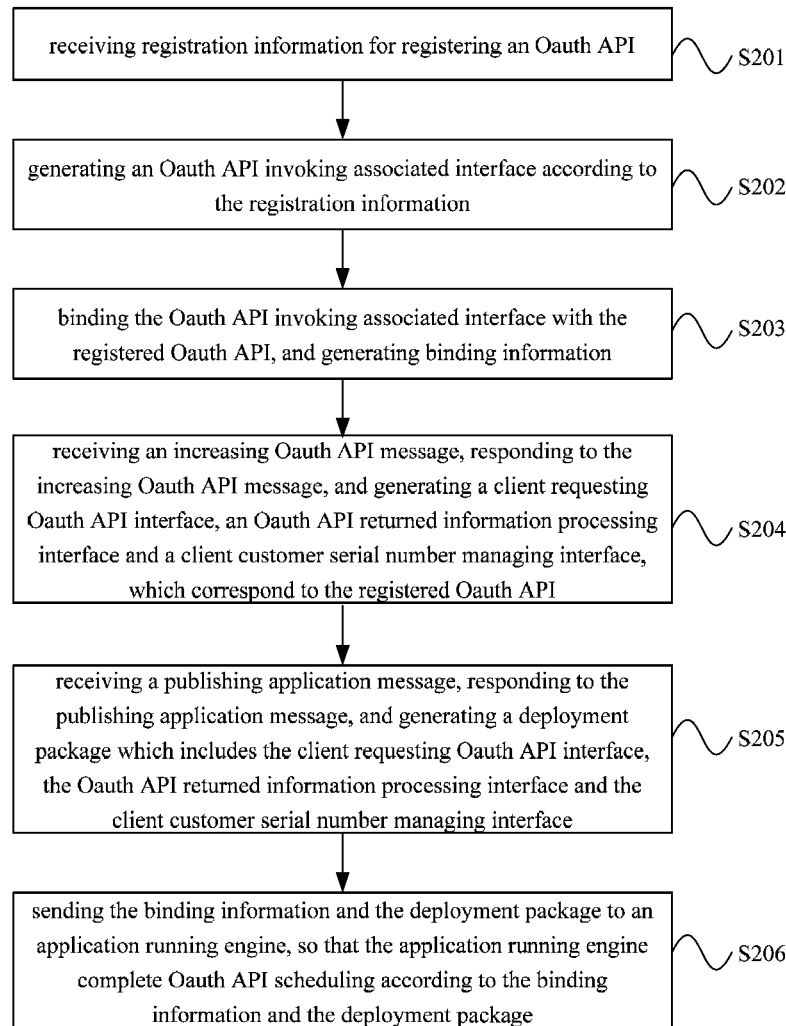 receiving registration information for registering an Oauth API
S201
generating an Oauth API invoking associated interface according to
the registration information
S202
binding the Oauth API invoking associated interface with the
registered Oauth API, and generating binding information
S203
receiving an increasing Oauth API message, responding to the
increasing Oauth API message, and generating a client requesting
Oauth API interface, an Oauth API returned information processing
interface and a client customer serial number managing interface,
which correspond to the registered Oauth API
S204
receiving a publishing application message, responding to the
publishing application message, and generating a deployment
package which includes the client requesting Oauth API interface,
the Oauth API returned information processing interface and the
client customer serial number managing interface
S205
sending the binding information and the deployment package to an
application running engine, so that the application running engine
complete Oauth API scheduling according to the binding
information and the deployment package
S206